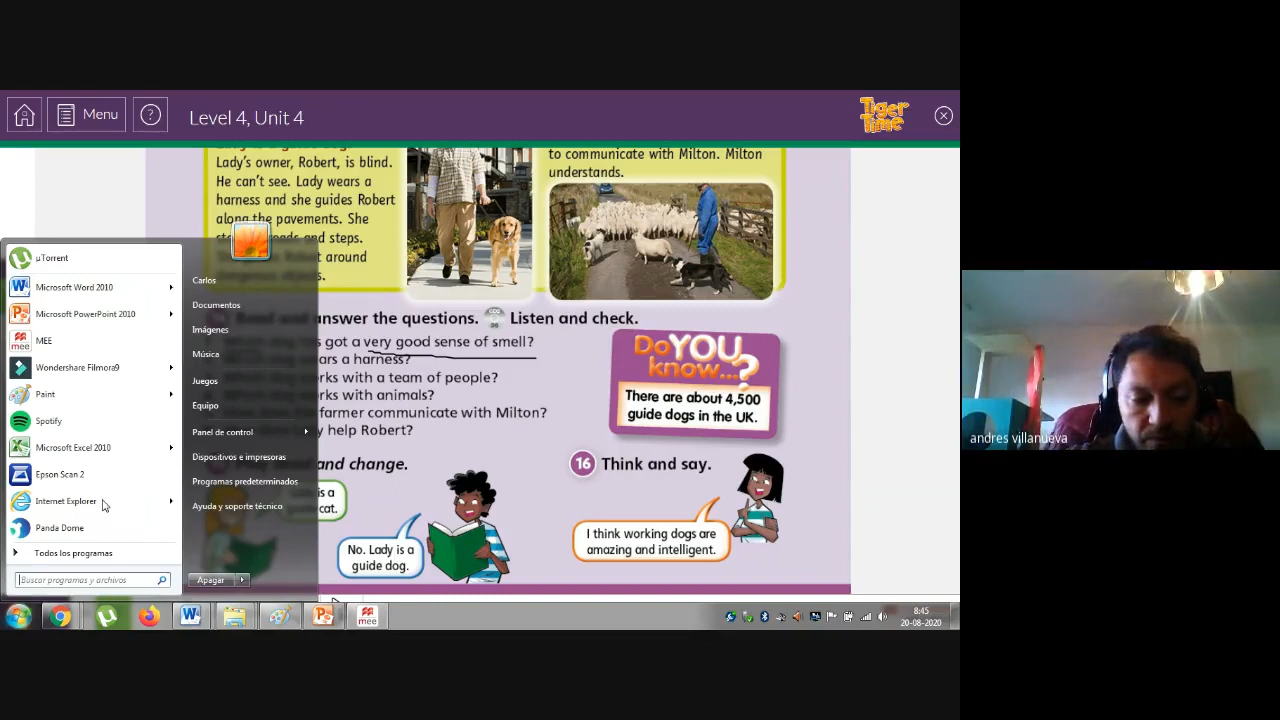 Menu
?
Level 4, Unit 4
Tiger Time
Lady's owner, Robert, is blind.
He can't see. Lady wears a
harness and she guides Robert
along the pavements. She
and steps.
Robert around
to communicate with Milton. Milton
understands.
answer the questions.
Listen and check.
got a very good sense of smell?
a harness?
with a team of people?
with animals?
farmer communicate with Milton?
help Robert?
Do YOU
know...?
There are about 4,500
guide dogs in the UK.
and change.
is a
cat.
No. Lady is a
guide dog.
16 Think and say.
I think working dogs are
amazing and intelligent.
µTorrent
Microsoft Word 2010
Microsoft PowerPoint 2010
MEE
Wondershare Filmora9
Paint
Spotify
Microsoft Excel 2010
Epson Scan 2
Internet Explorer
Panda Dome
Todos los programas
Buscar programas y archivos
Carlos
Documentos
Imágenes
Música
Juegos
Equipo
Panel de control
Dispositivos e impresoras
Programas predeterminados
Ayuda y soporte técnico
Apagar
mee
8:45
20-08-2020
andres villanueva